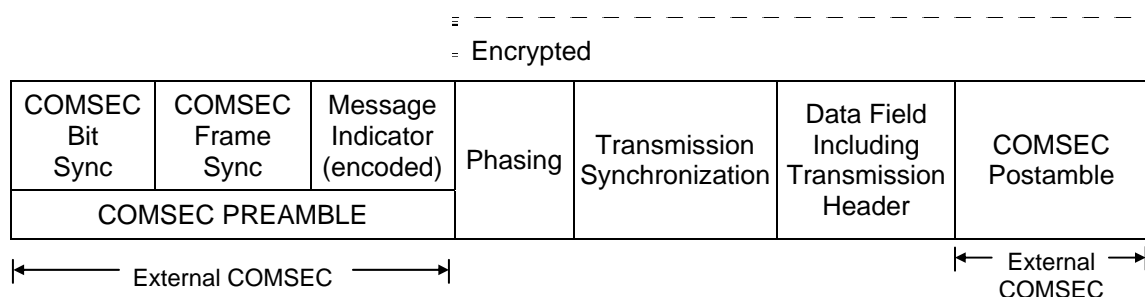 Encrypted
COMSEC
Bit
Sync
COMSEC
Frame
Sync
Message
Indicator
(encoded)
COMSEC PREAMBLE
Phasing
Transmission
Synchronization
Data Field
Including
Transmission
Header
COMSEC
Postamble
External COMSEC
External
COMSEC